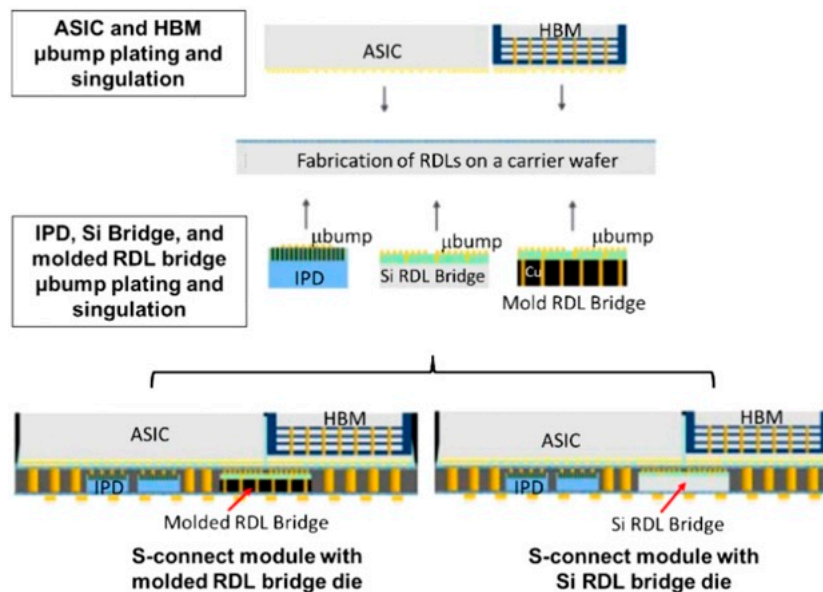 ASIC and HBM
μbump plating and
singulation
ASIC
HBM
Fabrication of RDLs on a carrier wafer
IPD, Si Bridge, and
molded RDL bridge
μbump plating and
singulation
μbump
IPD
μbump
Si RDL Bridge
μbump
Cu
Mold RDL Bridge
ASIC
HBM
IPD
Molded RDL Bridge
S-connect module with
molded RDL bridge die
ASIC
HBM
IPD
Si RDL Bridge
S-connect module with
Si RDL bridge die